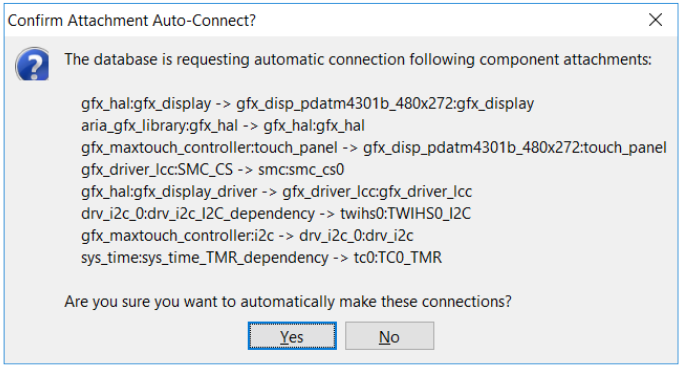 Confirm Attachment Auto-Connect?
The database is requesting automatic connection following component attachments:
gfx_hal:gfx_display -> gfx_disp_pdatm4301b_480x272:gfx_display
aria_gfx_library:gfx_hal -> gfx_hal:gfx_hal
gfx_maxtouch_controller:touch_panel -> gfx_disp_pdatm4301b_480x272:touch_panel
gfx_driver_lcc:SMC_CS -> smc:smc_cs0
gfx_hal:gfx_display_driver -> gfx_driver_lcc:gfx_driver_lcc
drv_i2c_0:drv_i2c_I2C_dependency -> twihs0:TWIHS0_I2C
gfx_maxtouch_controller:i2c -> drv_i2c_0:drv_i2c
sys_time:sys_time_TMR_dependency -> tc0:TC0_TMR
Are you sure you want to automatically make these connections?
Yes No